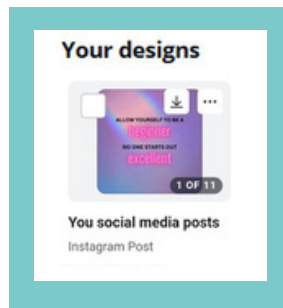 Your designs
ALLOW YOURSELF TO BE A
beginner
NO ONE STARTS OUT
excellent
1 OF 11
You social media posts
Instagram Post